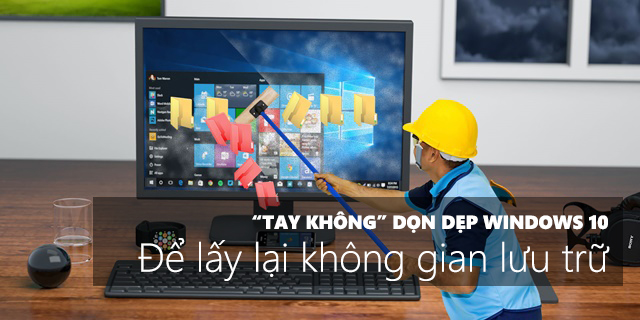 “TAY KHÔNG” DỌN DẸP WINDOWS 10
Để lấy lại không gian lưu trữ